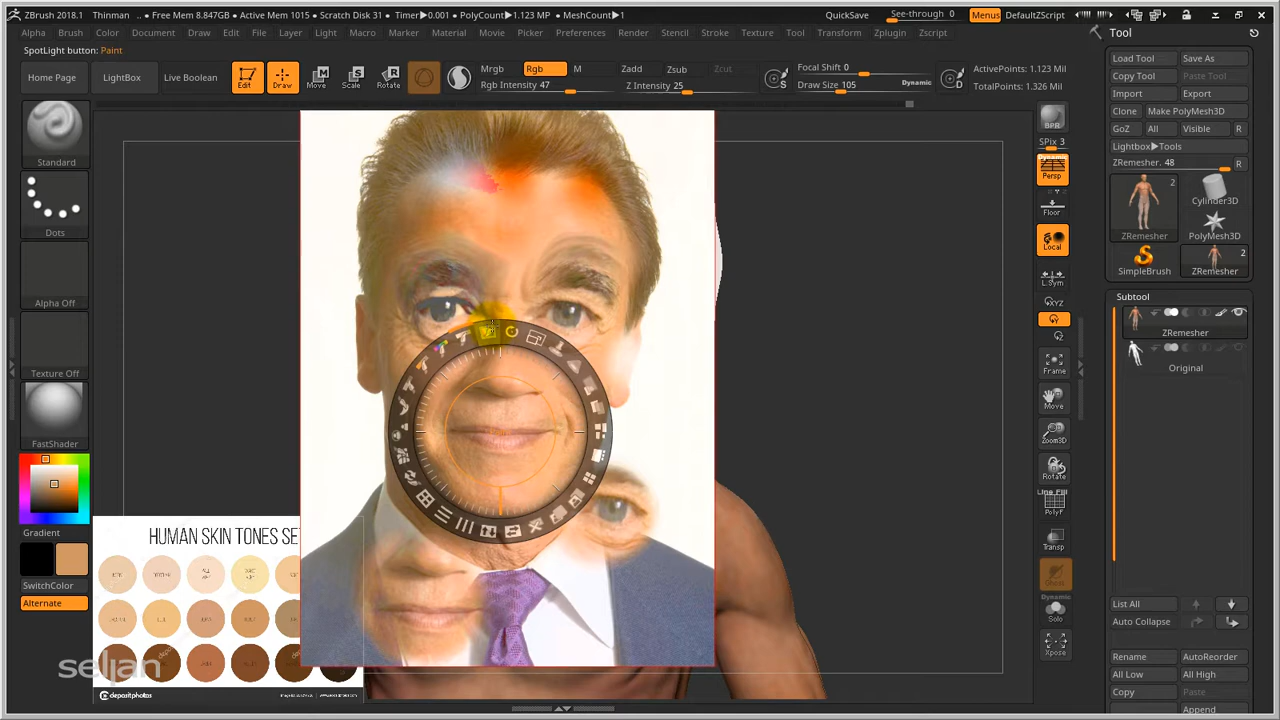 ZBrush 2018.1 Thinman .. • Free Mem 8.847GB • Active Mem 1015 • Scratch Disk 31 • Timer▶0.001 • PolyCount▶1.123 MP • MeshCount▶1 QuickSave See-through 0 Menus DefaultZScript
Alpha Brush Color Document Draw Edit File Layer Light Macro Marker Material Movie Picker Preferences Render Stencil Stroke Texture Tool Transform Zplugin Zscript
Tool
SpotLight button: Paint
Load Tool Save As
Copy Tool Paste Tool
Import Export
Clone Make PolyMesh3D
GoZ All Visible R
Lightbox▶Tools
ZRemesher. 48 R
Home Page LightBox Live Boolean
Edit Draw Move Scale Rotate
Mrgb Rgb M Zadd Zsub Zcut
Rgb Intensity 47 Z Intensity 25
Focal Shift 0
Draw Size 105 Dynamic
S
D
ActivePoints: 1.123 Mil
TotalPoints: 1.326 Mil
Standard
Dots
Alpha Off
Texture Off
FastShader
Gradient
SwitchColor
Alternate
BPR
SPix 3
Dynamic
Persp
Floor
Local
L.Sym
XYZ
Y
Z
Frame
Move
Zoom3D
Rotate
Line Fill
PolyF
Transp
Ghost
Dynamic
Solo
Xpose
2
ZRemesher
Cylinder3D
PolyMesh3D
SimpleBrush
2
ZRemesher
Subtool
ZRemesher
Original
List All
Auto Collapse
Rename AutoReorder
All Low All High
Copy Paste
Append
HUMAN SKIN TONES SE
seljan
depositphotos